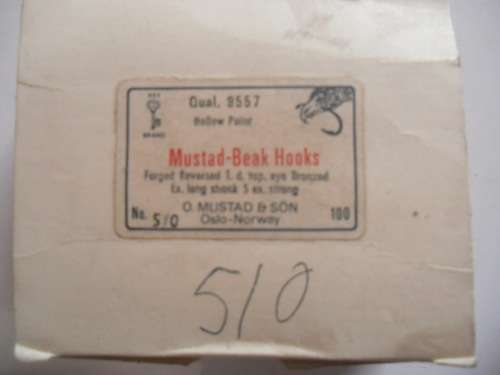 KEY Qual. 9557
BRAND Hollow Point
Mustad-Beak Hooks
Forged Reversed T. d. top. eye Bronzed
Ex. long shank 5 ex. strong
O. MUSTAD & SÖN
No. 5/0 Oslo-Norway 100
5/0